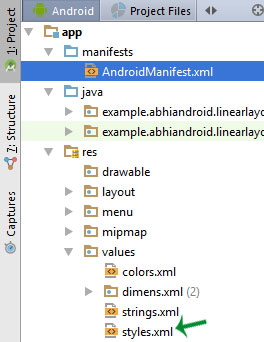 Android Project Files
1: Project
app
manifests
AndroidManifest.xml
java
example.abhiandroid.linearlayo
example.abhiandroid.linearlayo
7: Structure
res
drawable
layout
menu
Captures
mipmap
values
colors.xml
dimens.xml (2)
strings.xml
styles.xml